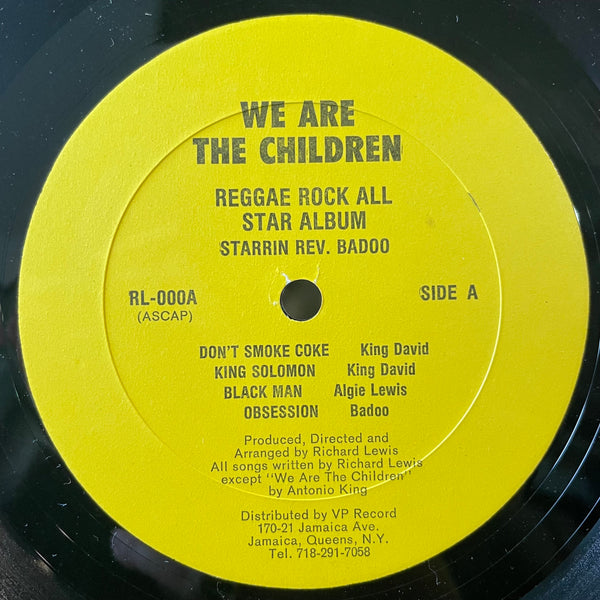 WE ARE
THE CHILDREN
REGGAE ROCK ALL
STAR ALBUM
STARRIN REV. BADOO
RL-000A
(ASCAP)
SIDE A
DON'T SMOKE COKE King David
KING SOLOMON King David
BLACK MAN Algie Lewis
OBSESSION Badoo
Produced, Directed and
Arranged by Richard Lewis
All songs written by Richard Lewis
except "We Are The Children"
by Antonio King
Distributed by VP Record
170-21 Jamaica Ave.
Jamaica, Queens, N.Y.
Tel. 718-291-7058